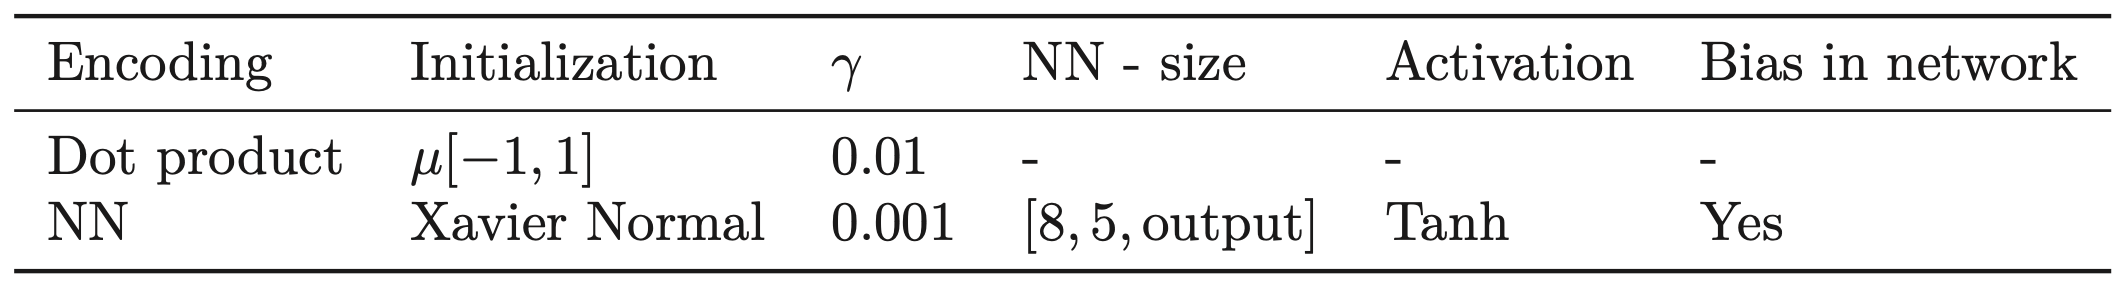 Encoding Initialization γ NN - size Activation Bias in network
Dot product μ[−1, 1] 0.01 - - -
NN Xavier Normal 0.001 [8, 5, output] Tanh Yes